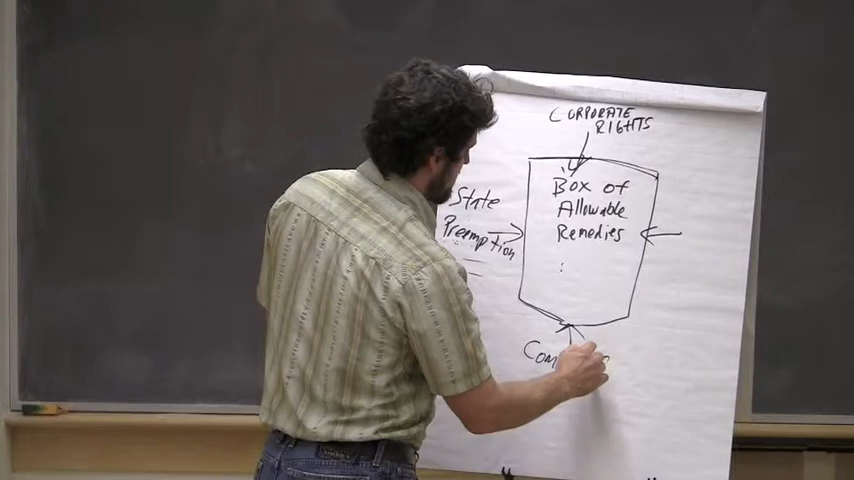 CORPORATE
RIGHTS
"Box of
Allowable
Remedies
State
Preemption